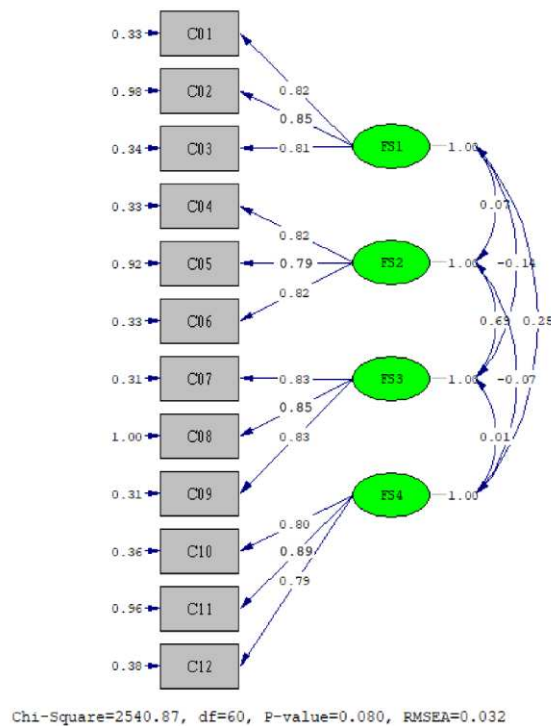 0.33 C01
0.82
0.98 C02
0.85
0.34 C03 0.81 FS1 1.00
0.33 C04
0.07
0.82
0.92 C05 0.79 FS2 1.00 -0.14
0.82
0.33 C06
0.69 0.25
0.31 C07 0.83 FS3 1.00 -0.07
0.85
1.00 C08 0.83
0.01
0.31 C09
FS4 1.00
0.80
0.36 C10
0.89
0.79
0.96 C11
0.38 C12
Chi-Square=2540.87, df=60, P-value=0.080, RMSEA=0.032